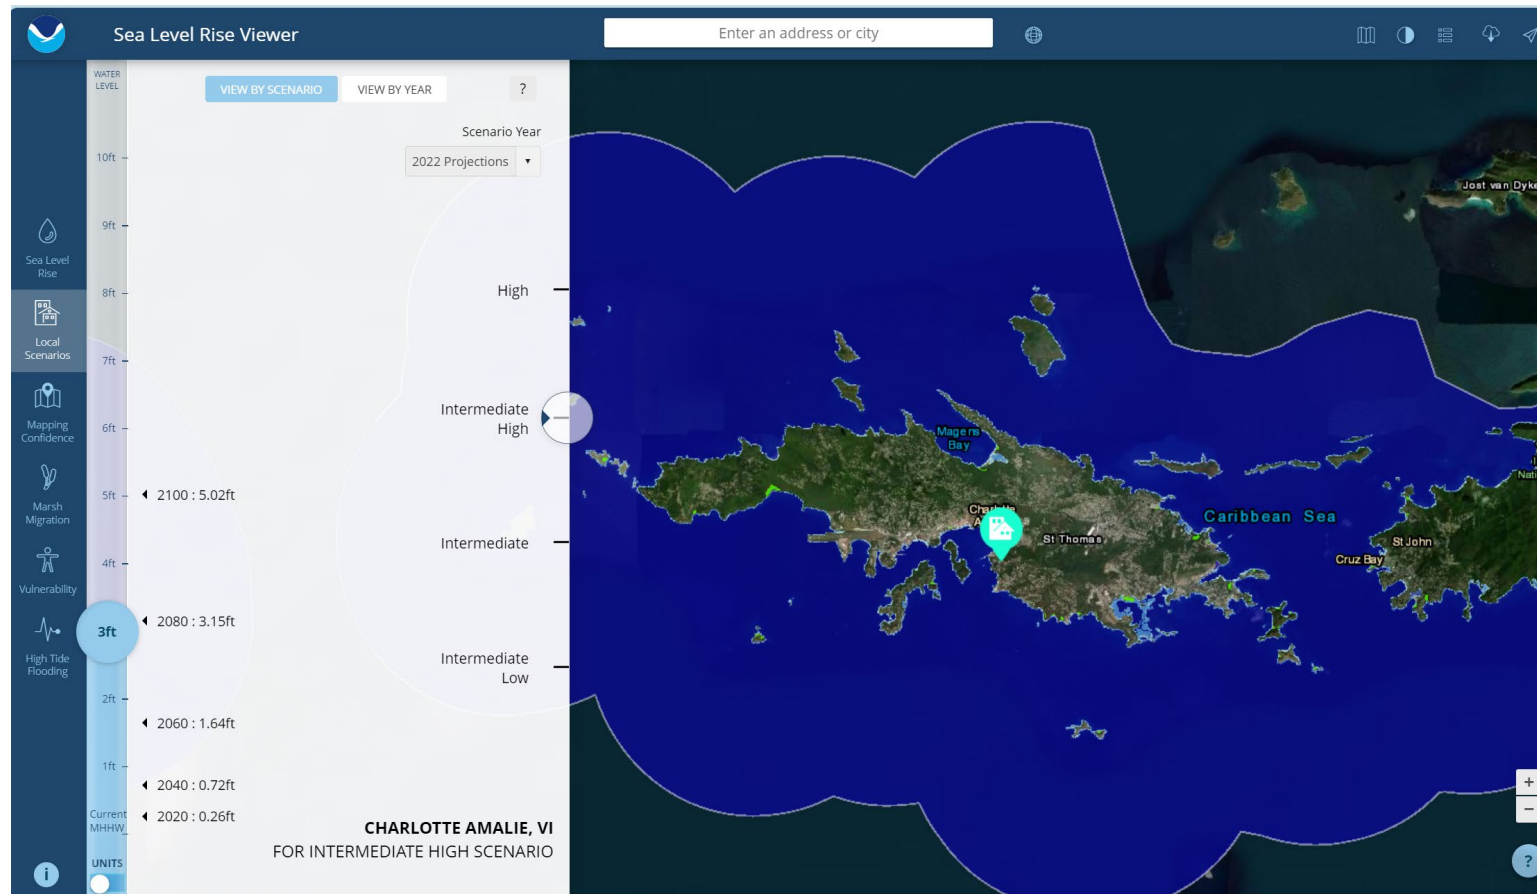 Sea Level Rise Viewer
Enter an address or city
WATER
LEVEL
VIEW BY SCENARIO
VIEW BY YEAR
?
Scenario Year
2022 Projections
10ft
9ft
8ft
7ft
6ft
5ft
4ft
3ft
2ft
1ft
Current
MHHW
UNITS
Sea Level
Rise
Local
Scenarios
Mapping
Confidence
Marsh
Migration
Vulnerability
High Tide
Flooding
i
High
Intermediate
High
Intermediate
Intermediate
Low
2100 : 5.02ft
2080 : 3.15ft
2060 : 1.64ft
2040 : 0.72ft
2020 : 0.26ft
CHARLOTTE AMALIE, VI
FOR INTERMEDIATE HIGH SCENARIO
Jost van Dyke
Magens
Bay
Charlotte
St Thomas
Caribbean Sea
St John
Cruz Bay
Nati
+
−
?